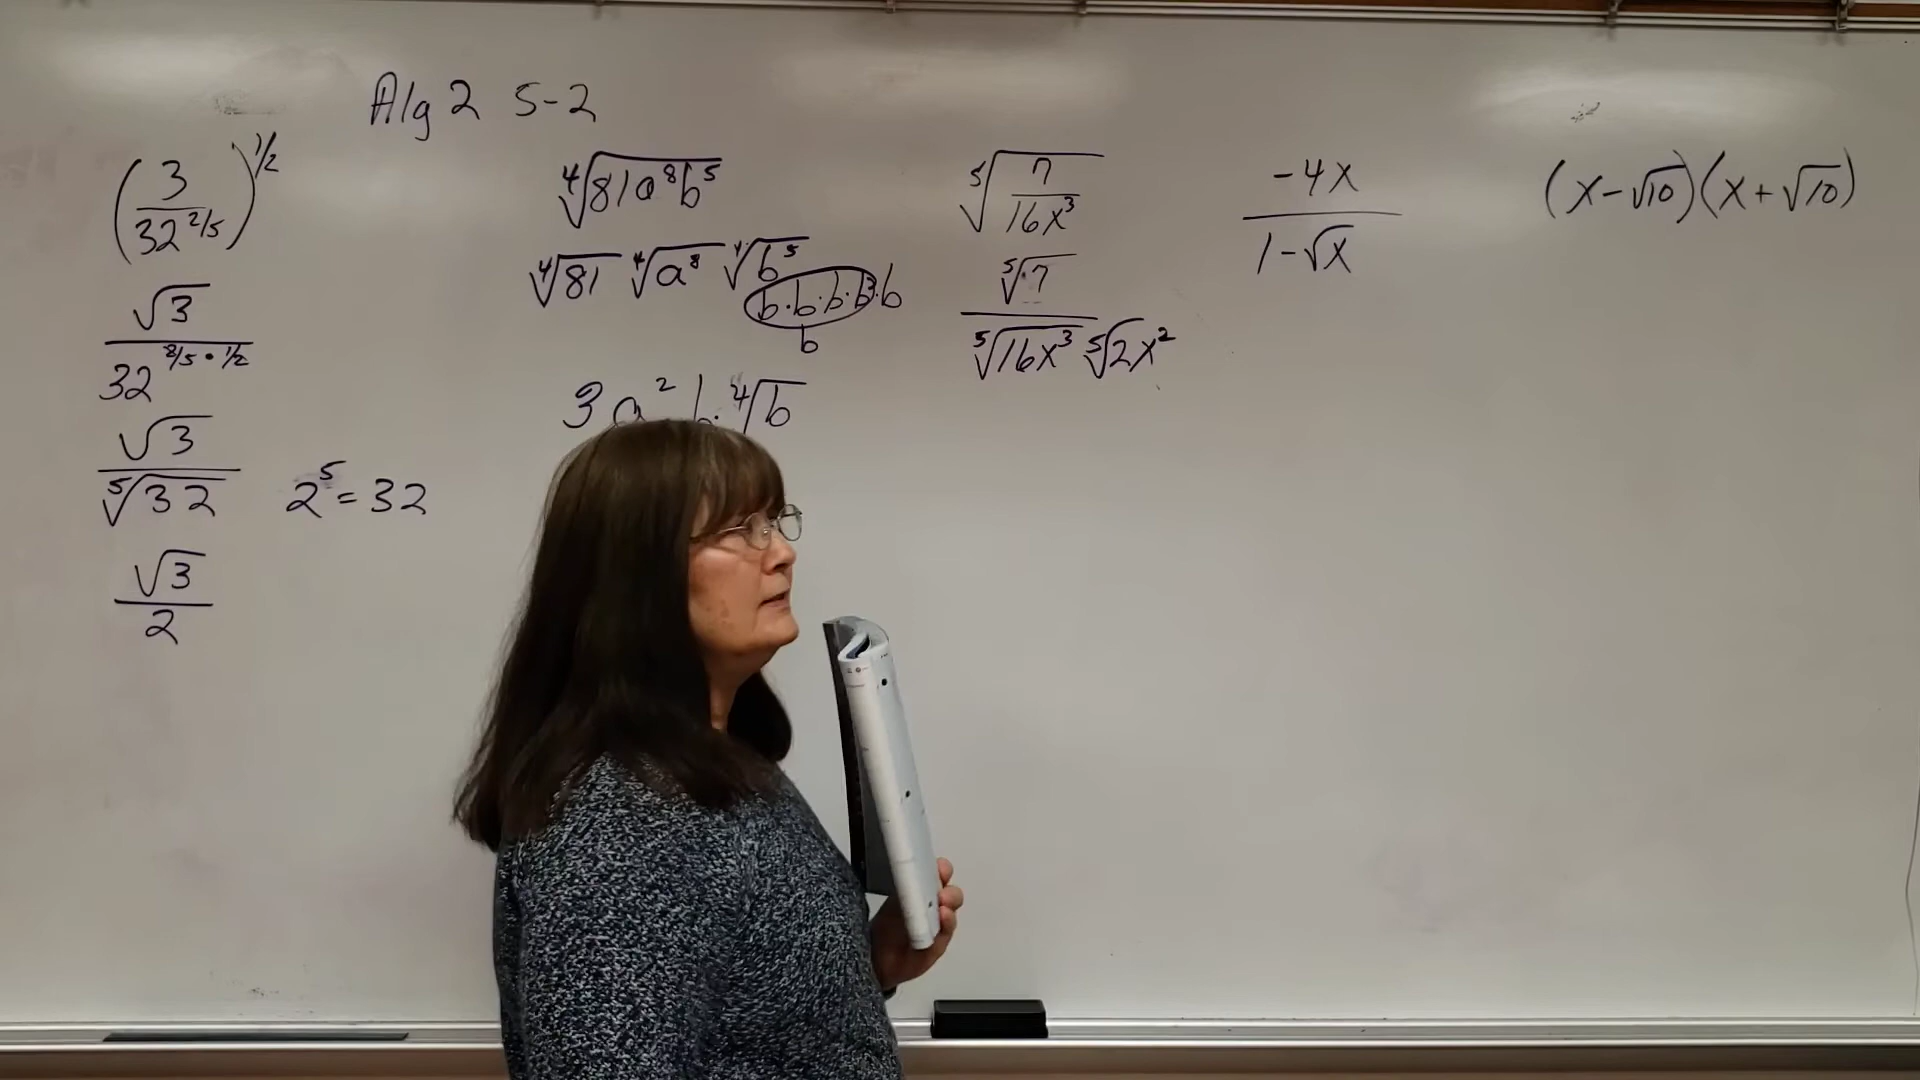 Alg 2 5-2
(3/32^2/5)^1/2
√3/32^2/5 • 1/2
√3/⁵√32
2^5 = 32
√3/2
⁴√81a⁸b⁵
⁴√81 ⁴√a⁸ ⁴√b⁵
b·b·b·b·b
b
3a²b·⁴√b
⁵√7/16x³
⁵√7/⁵√16x³ ⁵√2x²
-4x/1-√x
(x-√10)(x+√10)